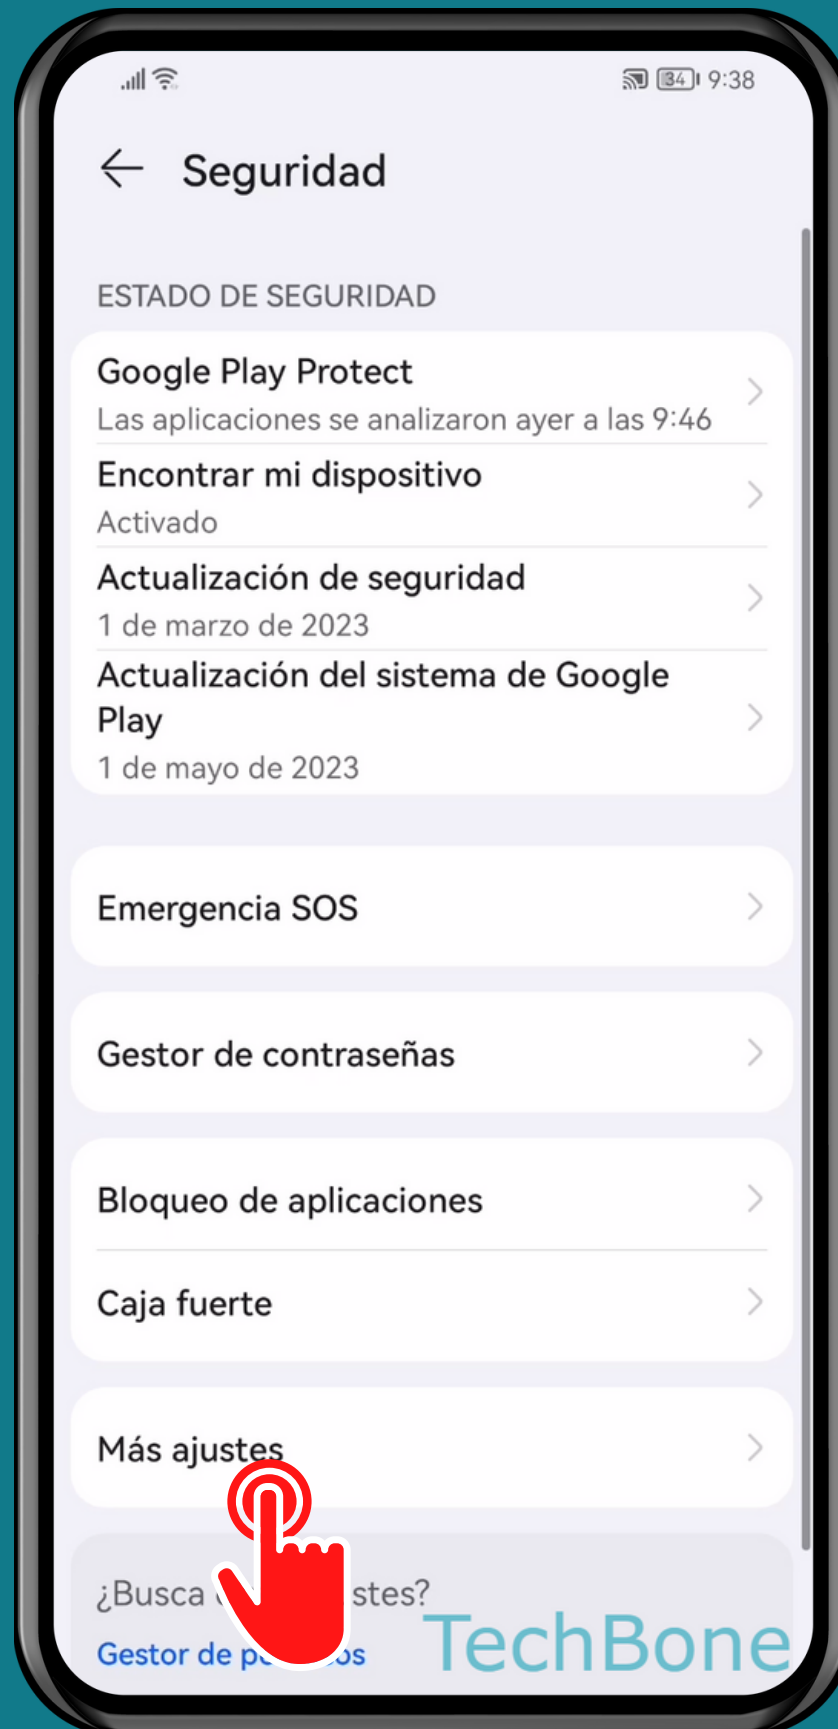 34 9:38
Seguridad
ESTADO DE SEGURIDAD
Google Play Protect
Las aplicaciones se analizaron ayer a las 9:46
Encontrar mi dispositivo
Activado
Actualización de seguridad
1 de marzo de 2023
Actualización del sistema de Google
Play
1 de mayo de 2023
Emergencia SOS
Gestor de contraseñas
Bloqueo de aplicaciones
Caja fuerte
Más ajustes
¿Busca
Gestor de
TechBone